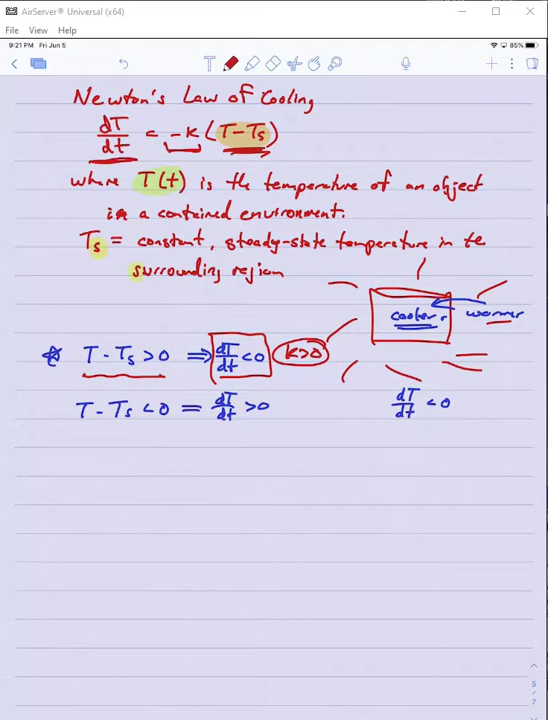 AirServer® Universal (x64)
File View Help
9:21 PM Fri Jun 5
85%
Newton's Law of Cooling
dT/dt = -k (T-Ts)
where T(t) is the temperature of an object
in a contained environment.
Ts = constant, steady-state temperature in the
surrounding region
cooler warmer
T-Ts>0 ⇒ dT/dt <0 k>0
T-Ts <0 = dT/dt >0
dT/dt <0
5
/
7